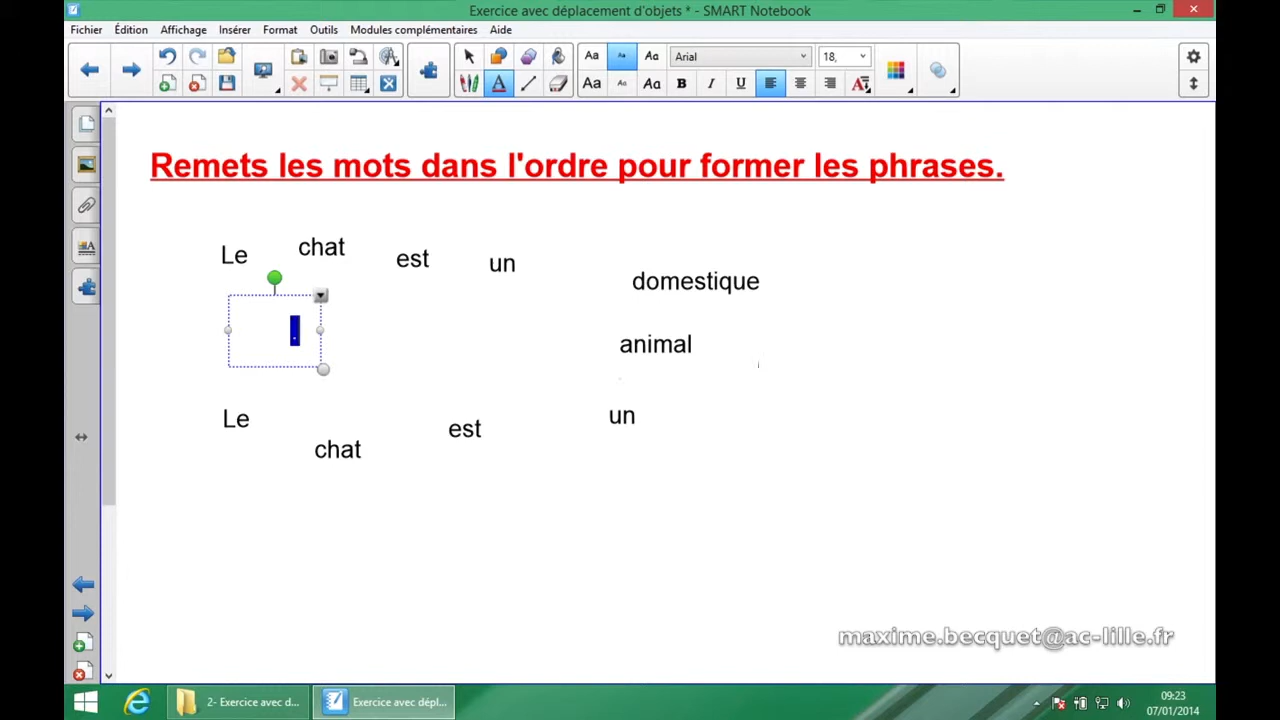 Exercice avec déplacement d'objets * - SMART Notebook
Fichier Édition Affichage Insérer Format Outils Modules complémentaires Aide
Aa Aa Aa Arial 18,
Aa Aa Aa B I U A
Remets les mots dans l'ordre pour former les phrases.
Le chat est un domestique
animal
.
Le chat est un
maxime.becquet@ac-lille.fr
2- Exercice avec d... Exercice avec dépl... 09:23
07/01/2014